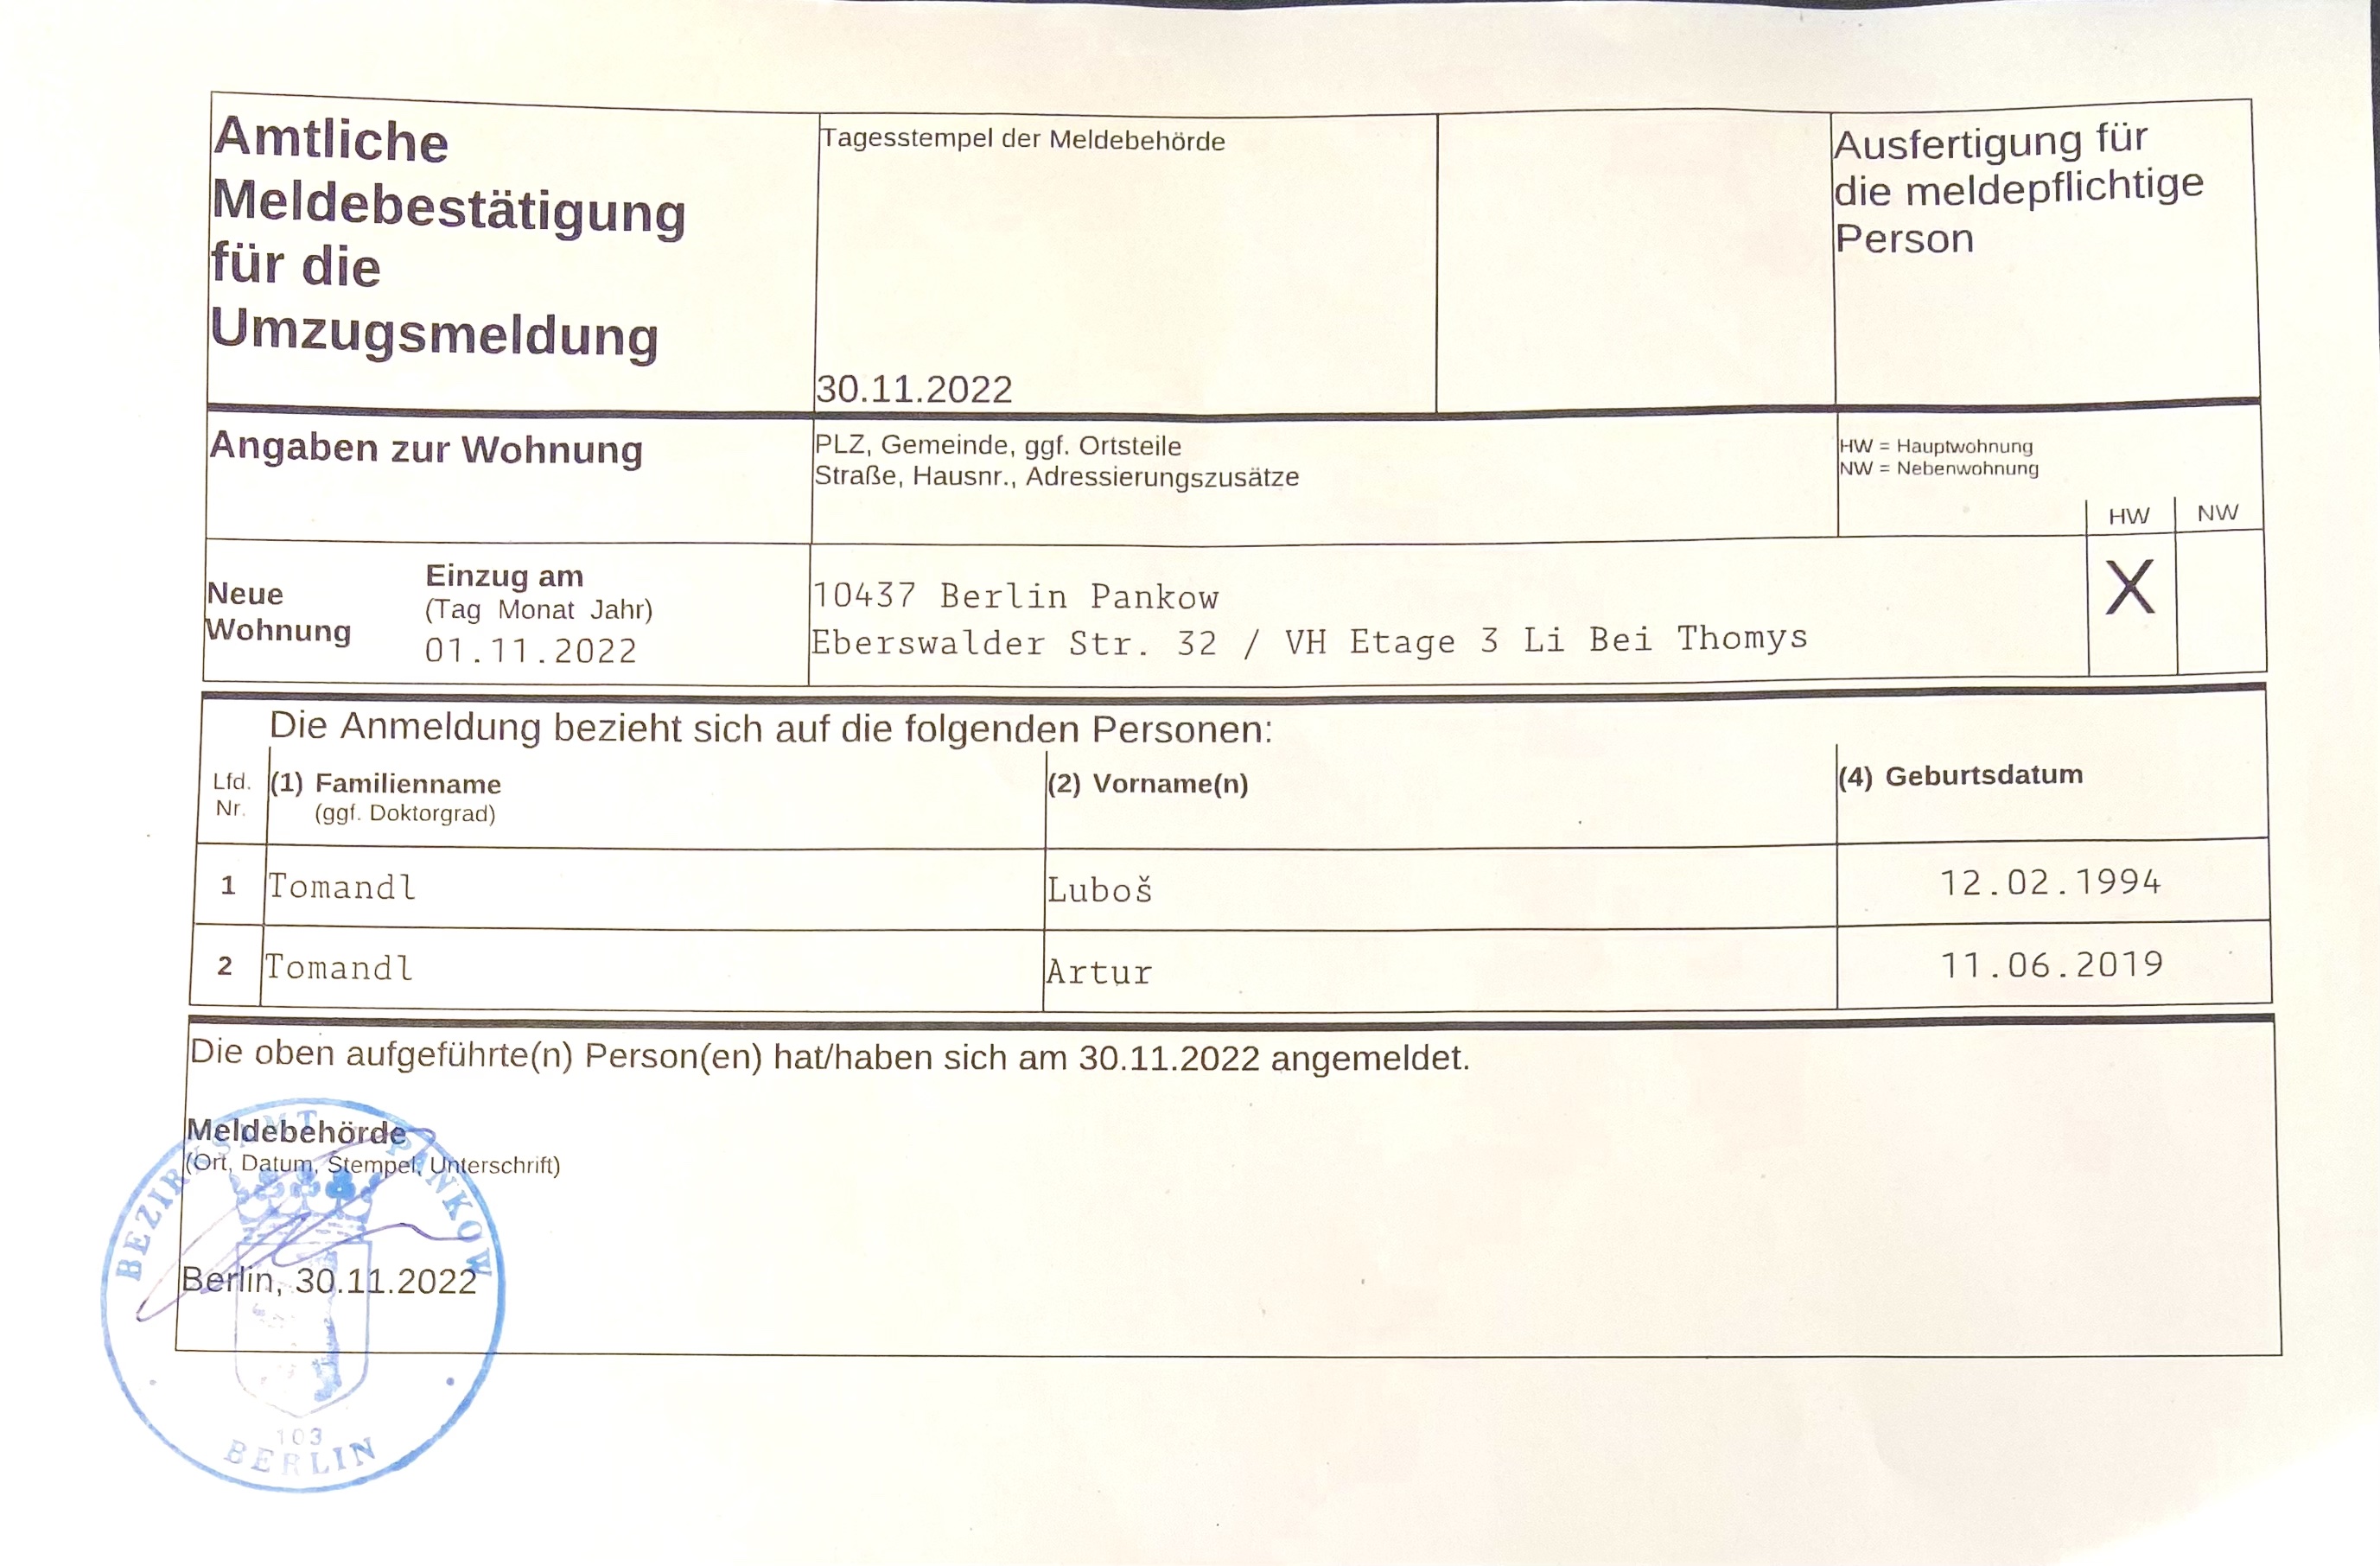 Amtliche
Meldebestätigung
für die
Umzugsmeldung
Tagesstempel der Meldebehörde
30.11.2022
Ausfertigung für
die meldepflichtige
Person
Angaben zur Wohnung
PLZ, Gemeinde, ggf. Ortsteile
Straße, Hausnr., Adressierungszusätze
HW = Hauptwohnung
NW = Nebenwohnung
HW NW
Neue
Wohnung
Einzug am
(Tag Monat Jahr)
01.11.2022
10437 Berlin Pankow
Eberswalder Str. 32 / VH Etage 3 Li Bei Thomys
X
Die Anmeldung bezieht sich auf die folgenden Personen:
Lfd.
Nr.
(1) Familienname
(ggf. Doktorgrad)
(2) Vorname(n)
(4) Geburtsdatum
1 Tomandl Luboš 12.02.1994
2 Tomandl Artur 11.06.2019
Die oben aufgeführte(n) Person(en) hat/haben sich am 30.11.2022 angemeldet.
Meldebehörde
(Ort, Datum, Stempel, Unterschrift)
Berlin, 30.11.2022
BEZIRKSAMT PANKOW
103
BERLIN